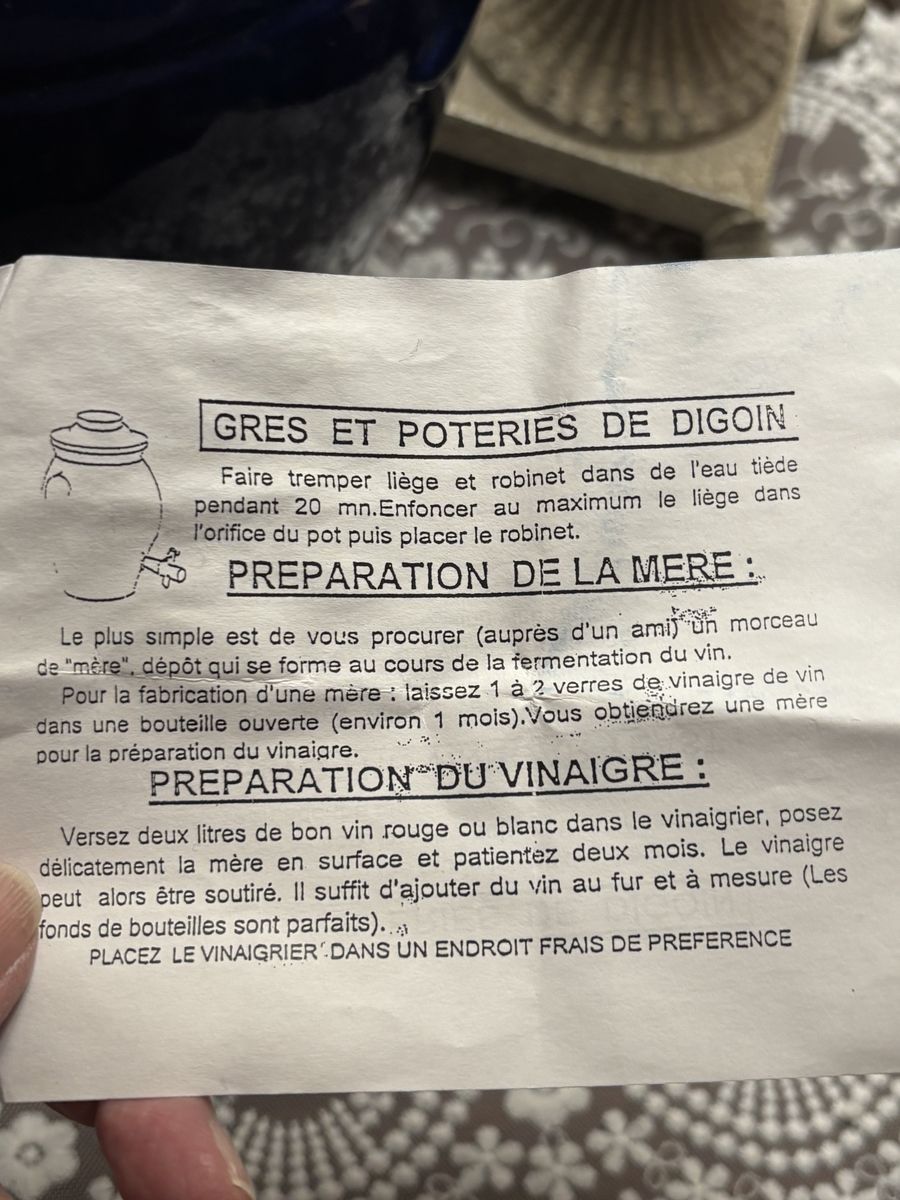 GRES ET POTERIES DE DIGOIN
Faire tremper liège et robinet dans de l'eau tiède
pendant 20 mn.Enfoncer au maximum le liège dans
l'orifice du pot puis placer le robinet.
PREPARATION DE LA MERE :
Le plus simple est de vous procurer (auprès d'un ami) un morceau
de "mère", dépôt qui se forme au cours de la fermentation du vin.
Pour la fabrication d'une mère : laissez 1 à 2 verres de vinaigre de vin
dans une bouteille ouverte (environ 1 mois).Vous obtiendrez une mère
pour la préparation du vinaigre.
PREPARATION DU VINAIGRE :
Versez deux litres de bon vin rouge ou blanc dans le vinaigrier, posez
délicatement la mère en surface et patientez deux mois. Le vinaigre
peut alors être soutiré. Il suffit d'ajouter du vin au fur et à mesure (Les
fonds de bouteilles sont parfaits).
PLACEZ LE VINAIGRIER DANS UN ENDROIT FRAIS DE PREFERENCE